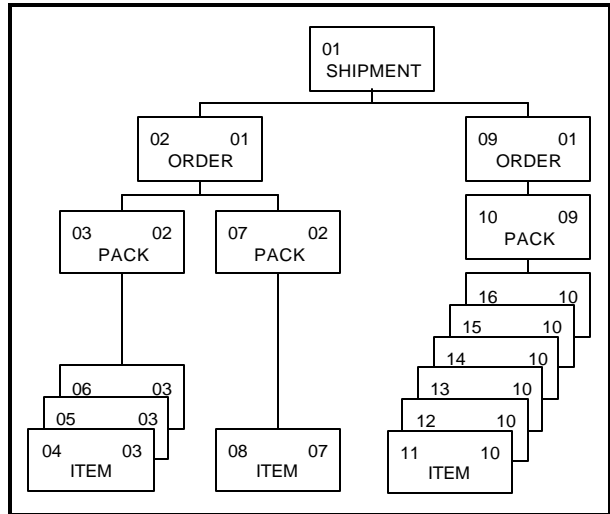 01
SHIPMENT
02 01
ORDER
09 01
ORDER
03 02
PACK
07 02
PACK
10 09
PACK
16 10
15 10
14 10
13 10
12 10
11 10
ITEM
06 03
05 03
04 03
ITEM
08 07
ITEM